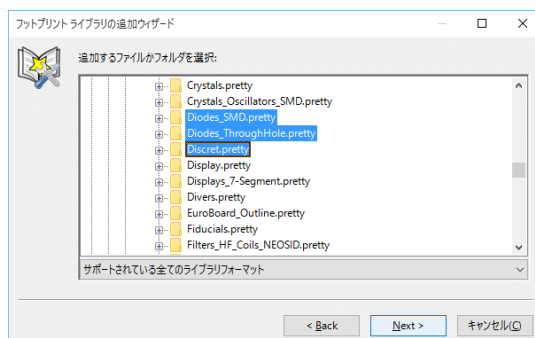 フットプリント ライブラリの追加ウィザード
追加するファイルかフォルダを選択:
Crystals.pretty
Crystals_Oscillators_SMD.pretty
Diodes_SMD.pretty
Diodes_ThroughHole.pretty
Discret.pretty
Display.pretty
Displays_7-Segment.pretty
Divers.pretty
EuroBoard_Outline.pretty
Fiducials.pretty
Filters_HF_Coils_NEOSID.pretty
サポートされている全てのライブラリフォーマット
< Back Next > キャンセル(C)